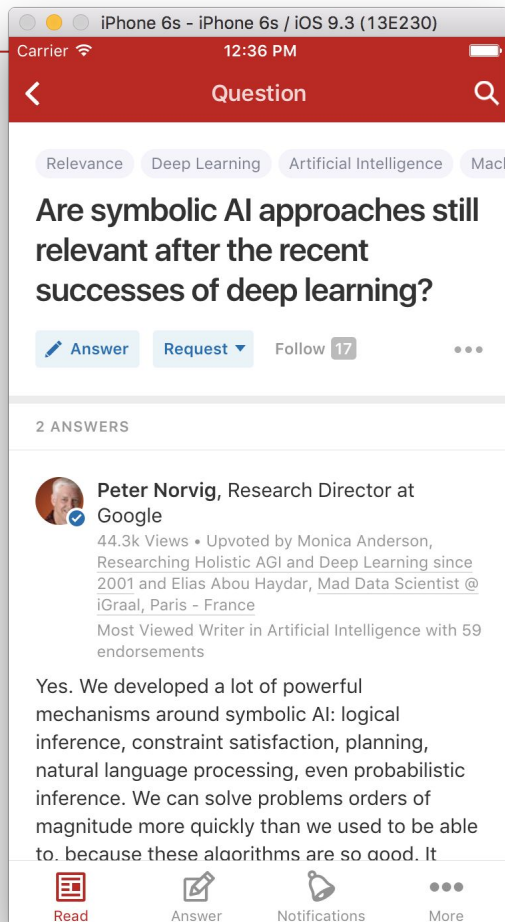 iPhone 6s - iPhone 6s / iOS 9.3 (13E230)
Carrier 12:36 PM
Question
Relevance Deep Learning Artificial Intelligence Mach
Are symbolic AI approaches still
relevant after the recent
successes of deep learning?
Answer Request Follow 17
2 ANSWERS
Peter Norvig, Research Director at
Google
44.3k Views • Upvoted by Monica Anderson,
Researching Holistic AGI and Deep Learning since
2001 and Elias Abou Haydar, Mad Data Scientist @
iGraal, Paris - France
Most Viewed Writer in Artificial Intelligence with 59
endorsements
Yes. We developed a lot of powerful
mechanisms around symbolic AI: logical
inference, constraint satisfaction, planning,
natural language processing, even probabilistic
inference. We can solve problems orders of
magnitude more quickly than we used to be able
to, because these algorithms are so good. It
Read Answer Notifications More